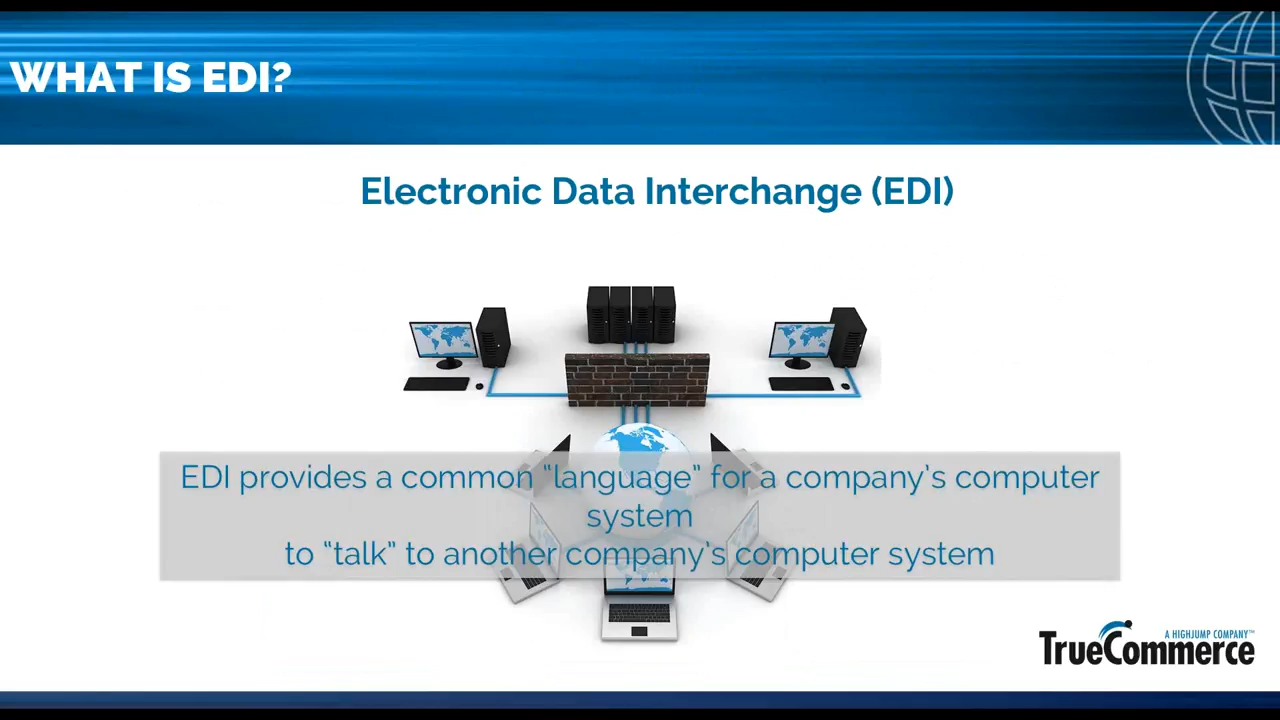 WHAT IS EDI?
Electronic Data Interchange (EDI)
EDI provides a common “language” for a company’s computer
system
to “talk” to another company’s computer system
A HIGHJUMP COMPANY™
TrueCommerce